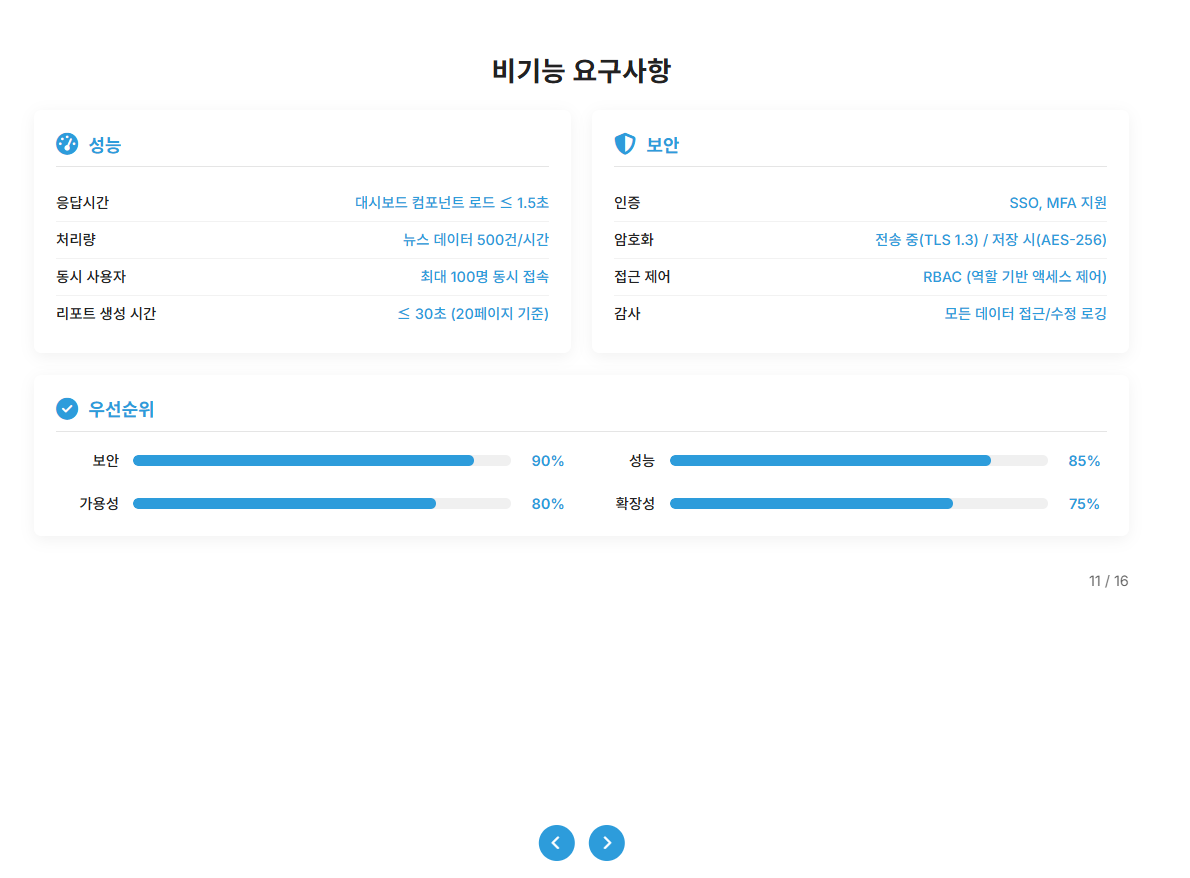 비기능 요구사항
성능
응답시간 대시보드 컴포넌트 로드 ≤ 1.5초
처리량 뉴스 데이터 500건/시간
동시 사용자 최대 100명 동시 접속
리포트 생성 시간 ≤ 30초 (20페이지 기준)
보안
인증 SSO, MFA 지원
암호화 전송 중(TLS 1.3) / 저장 시(AES-256)
접근 제어 RBAC (역할 기반 액세스 제어)
감사 모든 데이터 접근/수정 로깅
우선순위
보안 90% 성능 85%
가용성 80% 확장성 75%
11 / 16